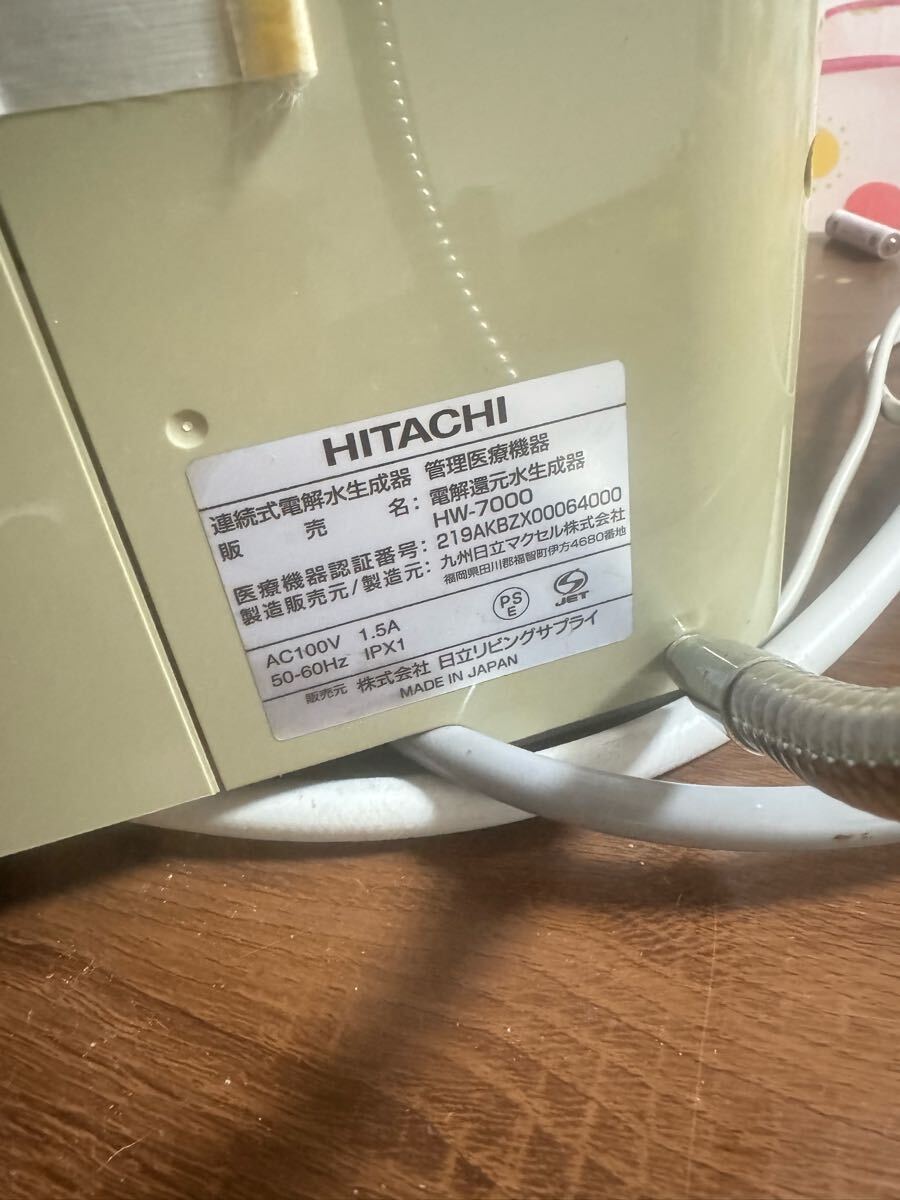 HITACHI
連続式電解水生成器 管理医療機器
販売名：電解還元水生成器
HW-7000
医療機器認証番号：219AKBZX00064000
製造販売元/製造元：九州日立マクセル株式会社
福岡県田川郡福智町伊方4680番地
AC100V 1.5A
50-60Hz IPX1
PS
E
JET
販売元 株式会社 日立リビングサプライ
MADE IN JAPAN